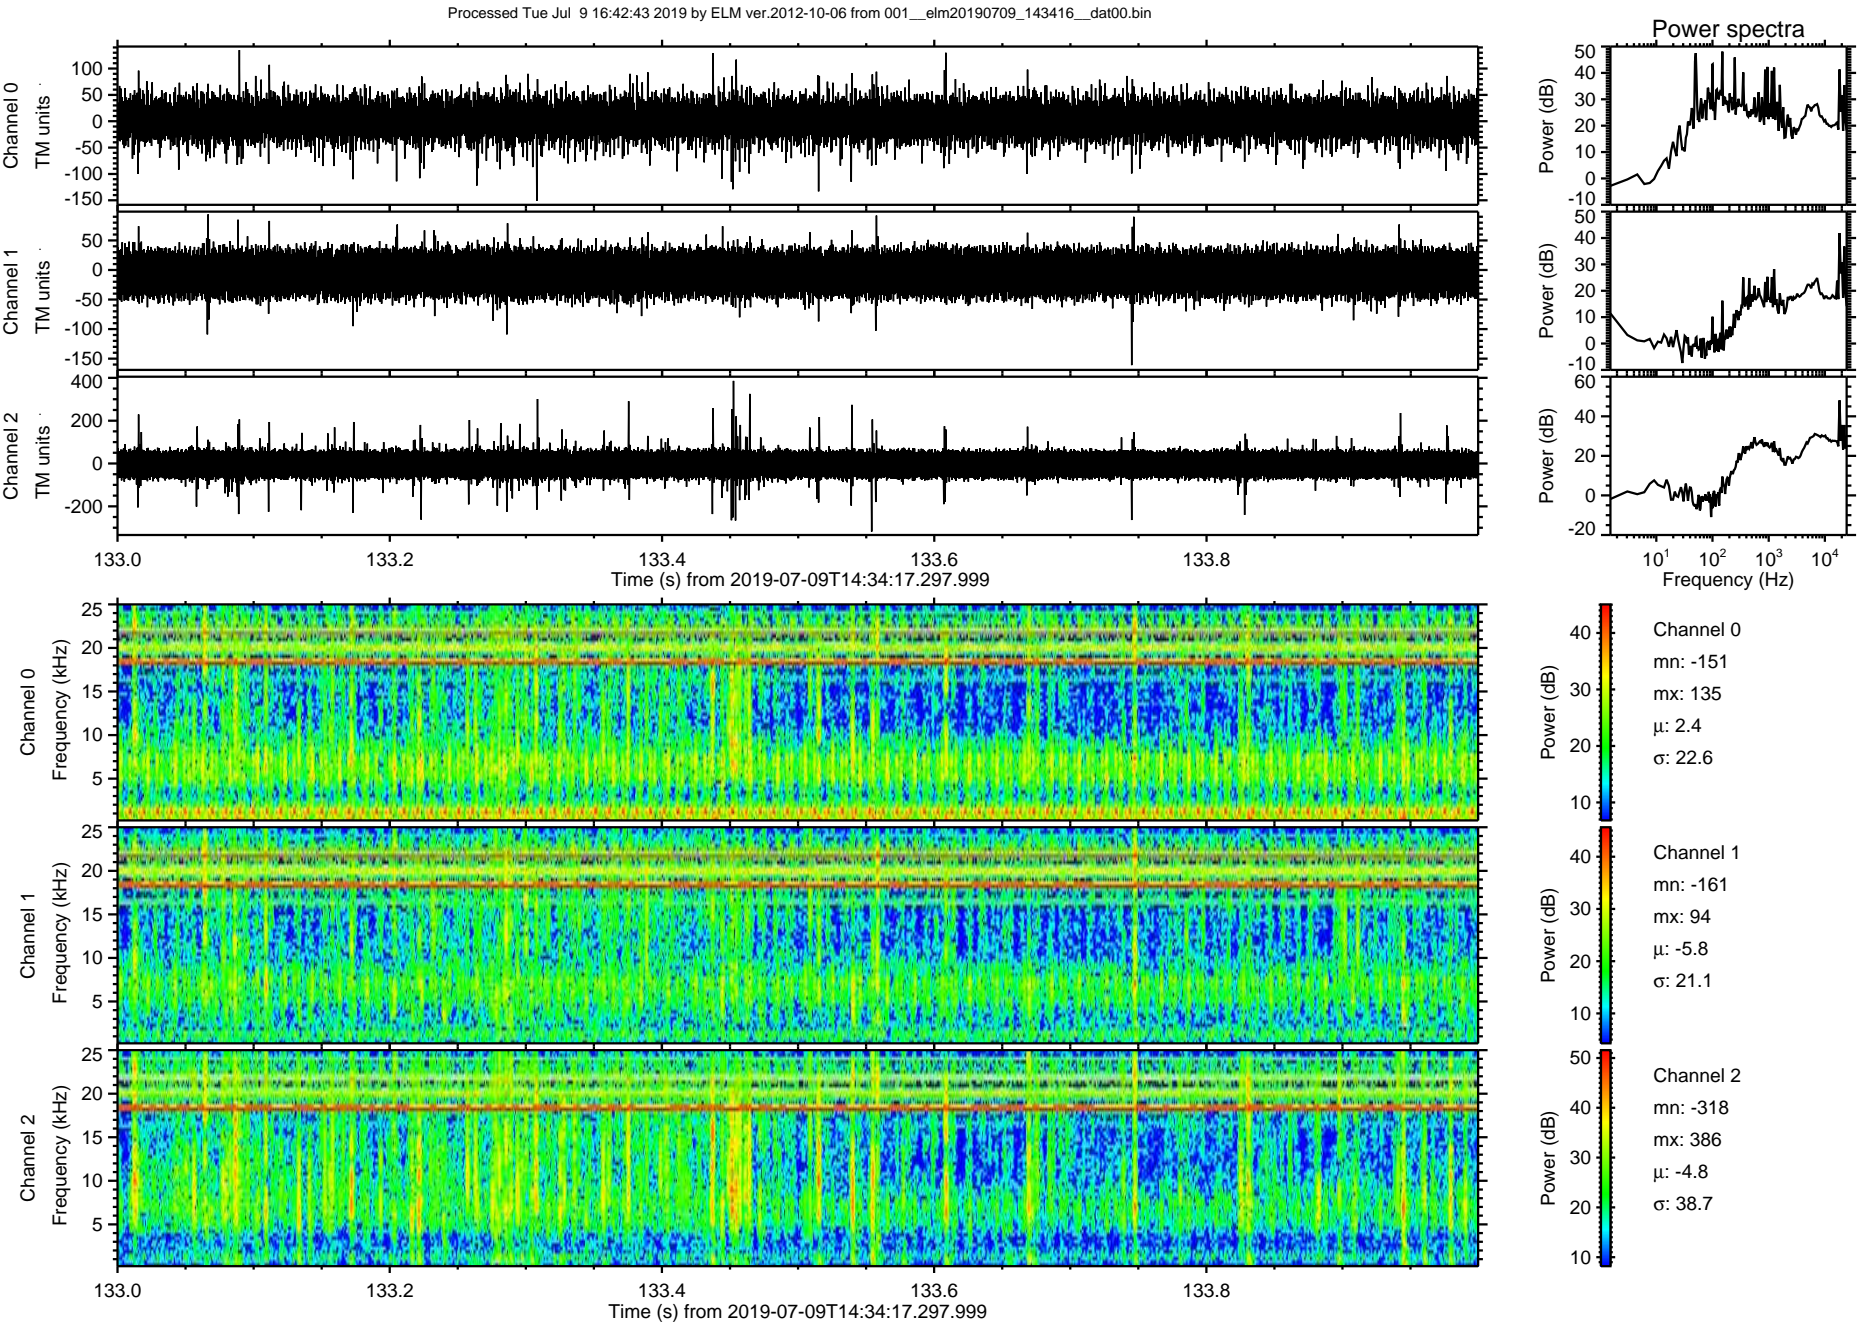 Processed Tue Jul  9 16:42:43 2019 by ELM ver.2012-10-06 from 001__elm20190709_143416__dat00.bin
Power spectra
Channel 0
TM units
100
50
0
-50
-100
-150
Power (dB)
50
40
30
20
10
0
-10
Channel 1
TM units
50
0
-50
-100
-150
Power (dB)
50
40
30
20
10
0
-10
Channel 2
TM units
400
200
0
-200
Power (dB)
60
40
20
0
-20
133.0 133.2 133.4 133.6 133.8
Time (s) from 2019-07-09T14:34:17.297.999
10¹ 10² 10³ 10⁴
Frequency (Hz)
Channel 0
Frequency (kHz)
25
20
15
10
5
Power (dB)
40
30
20
10
Channel 0
mn: -151
mx: 135
μ: 2.4
σ: 22.6
Channel 1
Frequency (kHz)
25
20
15
10
5
Power (dB)
40
30
20
10
Channel 1
mn: -161
mx: 94
μ: -5.8
σ: 21.1
Channel 2
Frequency (kHz)
25
20
15
10
5
Power (dB)
50
40
30
20
10
Channel 2
mn: -318
mx: 386
μ: -4.8
σ: 38.7
133.0 133.2 133.4 133.6 133.8
Time (s) from 2019-07-09T14:34:17.297.999